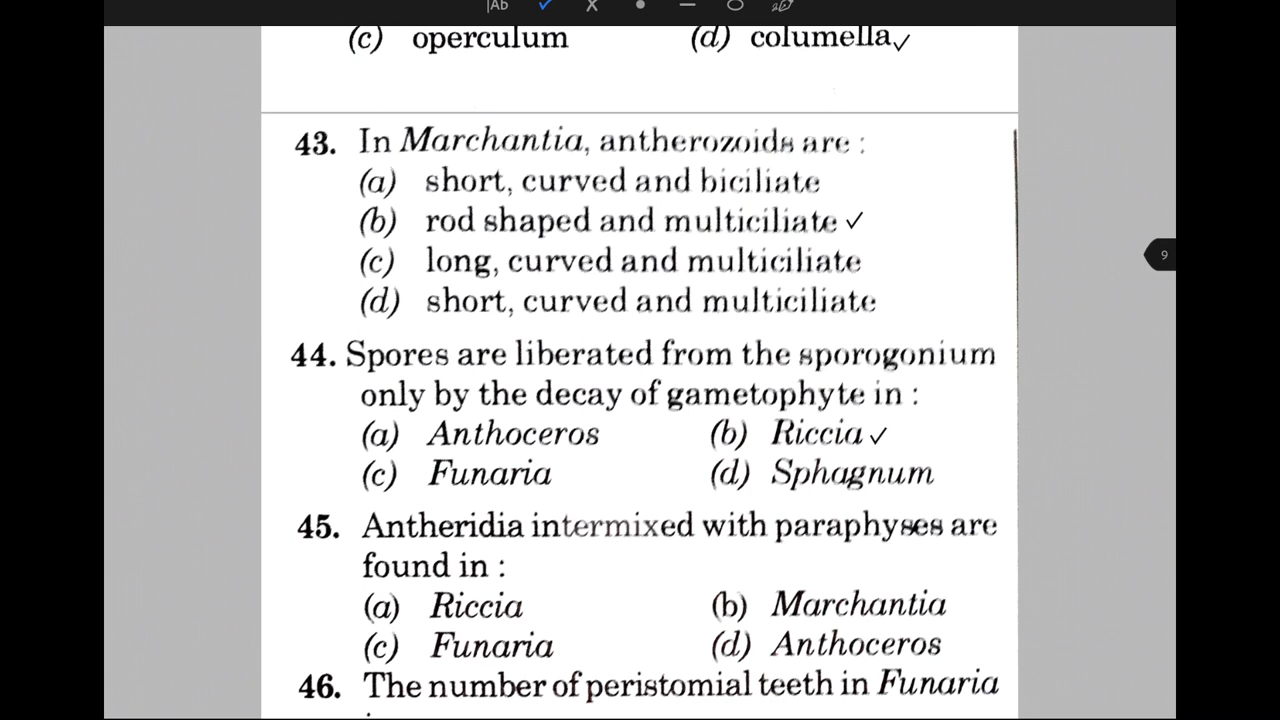 |Ab
(c) operculum (d) columella✓
43. In Marchantia, antherozoids are :
(a) short, curved and biciliate
(b) rod shaped and multiciliate ✓
(c) long, curved and multiciliate
(d) short, curved and multiciliate
44. Spores are liberated from the sporogonium
only by the decay of gametophyte in :
(a) Anthoceros (b) Riccia ✓
(c) Funaria (d) Sphagnum
45. Antheridia intermixed with paraphyses are
found in :
(a) Riccia (b) Marchantia
(c) Funaria (d) Anthoceros
46. The number of peristomial teeth in Funaria
9